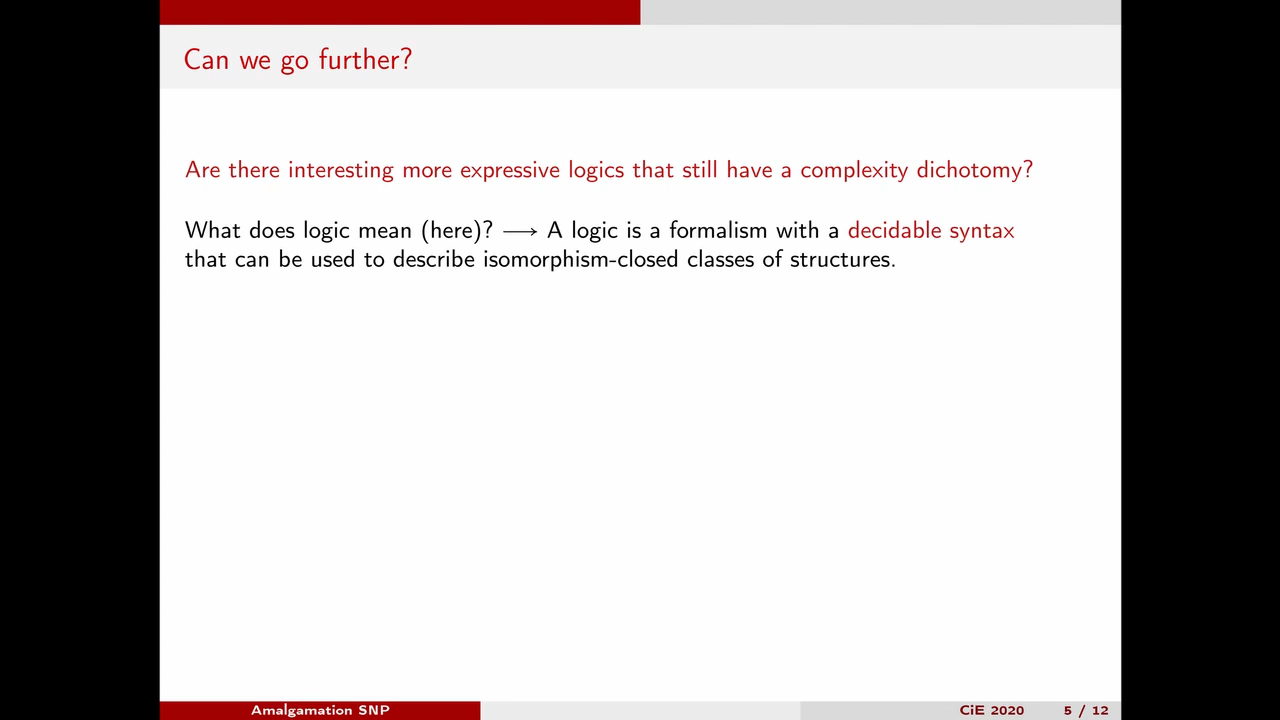 Can we go further?
Are there interesting more expressive logics that still have a complexity dichotomy?
What does logic mean (here)? ⟶ A logic is a formalism with a decidable syntax
that can be used to describe isomorphism-closed classes of structures.
Amalgamation SNP
CiE 2020 5 / 12